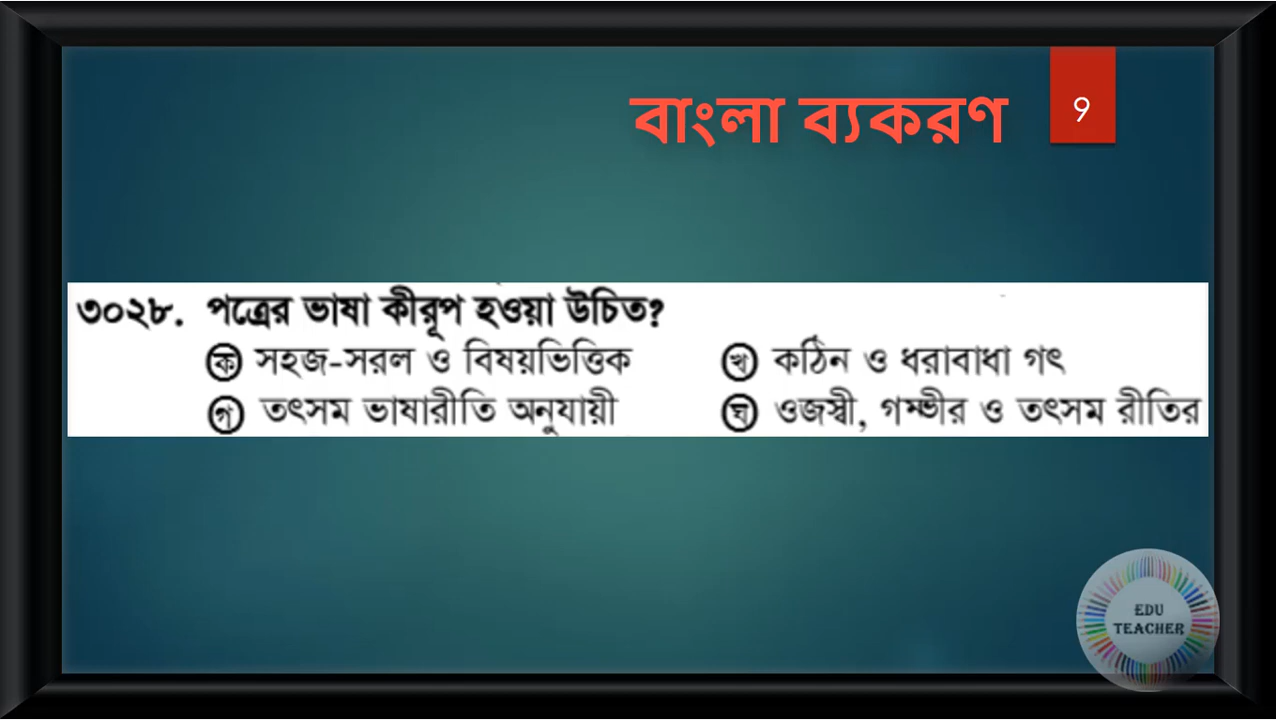 বাংলা ব্যকরণ
9
৩০২৮. পত্রের ভাষা কীরূপ হওয়া উচিত?
ক সহজ-সরল ও বিষয়ভিত্তিক খ কঠিন ও ধরাবাধা গৎ
গ তৎসম ভাষারীতি অনুযায়ী ঘ ওজস্বী, গম্ভীর ও তৎসম রীতির
EDU
TEACHER